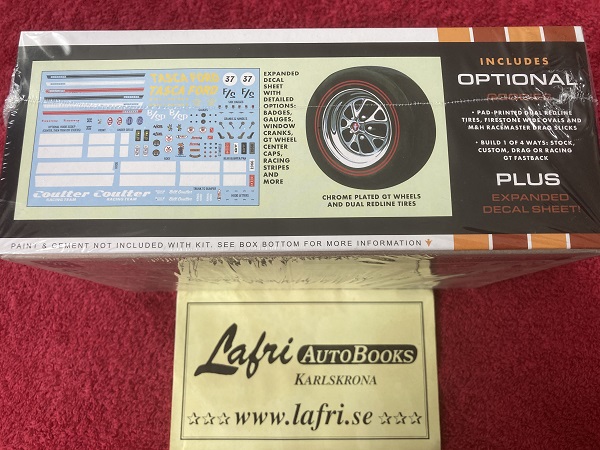 TASCA FORD
TASCA FORD
37
37
F/C
F/C
Coulter Coulter
RACING TEAM
RACING TEAM
EXPANDED
DECAL
SHEET
WITH
DETAILED
OPTIONS:
BADGES,
GAUGES,
WINDOW
CRANKS,
GT WHEEL
CENTER
CAPS,
RACING
STRIPES
AND
MORE
CHROME PLATED GT WHEELS
AND DUAL REDLINE TIRES
INCLUDES
OPTIONAL
• PAD-PRINTED DUAL REDLINE
TIRES, FIRESTONE WIDE OVALS AND
M&H RACEMASTER DRAG SLICKS
• BUILD 1 OF 4 WAYS: STOCK,
CUSTOM, DRAG OR RACING
GT FASTBACK
PLUS
EXPANDED
DECAL SHEET!
PAINT & CEMENT NOT INCLUDED WITH KIT. SEE BOX BOTTOM FOR MORE INFORMATION
Lafri AUTOBOOKS
KARLSKRONA
www.lafri.se